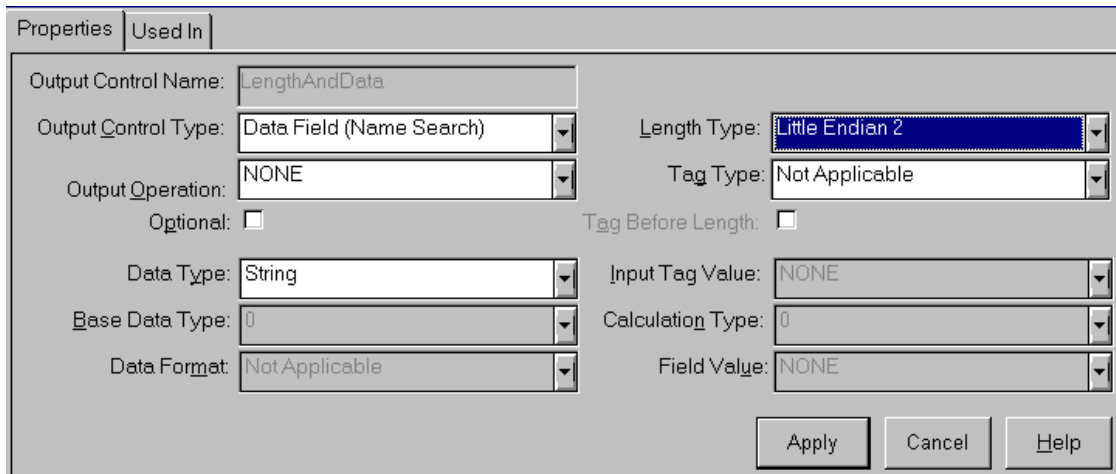 Properties Used In
Output Control Name: LengthAndData
Output Control Type: Data Field (Name Search) Length Type: Little Endian 2
Output Operation: NONE Tag Type: Not Applicable
Optional: Tag Before Length:
Data Type: String Input Tag Value: NONE
Base Data Type: 0 Calculation Type: 0
Data Format: Not Applicable Field Value: NONE
Apply Cancel Help